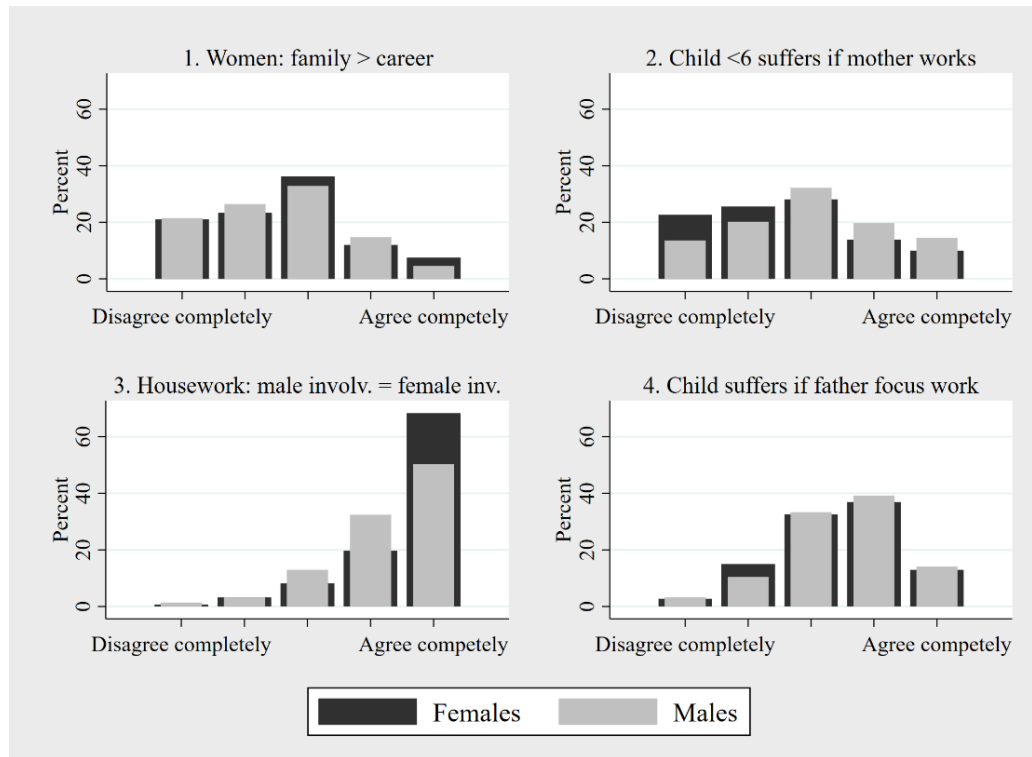 1. Women: family > career
2. Child <6 suffers if mother works
Percent
60
40
20
0
Disagree completely
Agree competely
Percent
60
40
20
0
Disagree completely
Agree competely
3. Housework: male involv. = female inv.
4. Child suffers if father focus work
Percent
60
40
20
0
Disagree completely
Agree competely
Percent
60
40
20
0
Disagree completely
Agree competely
Females
Males